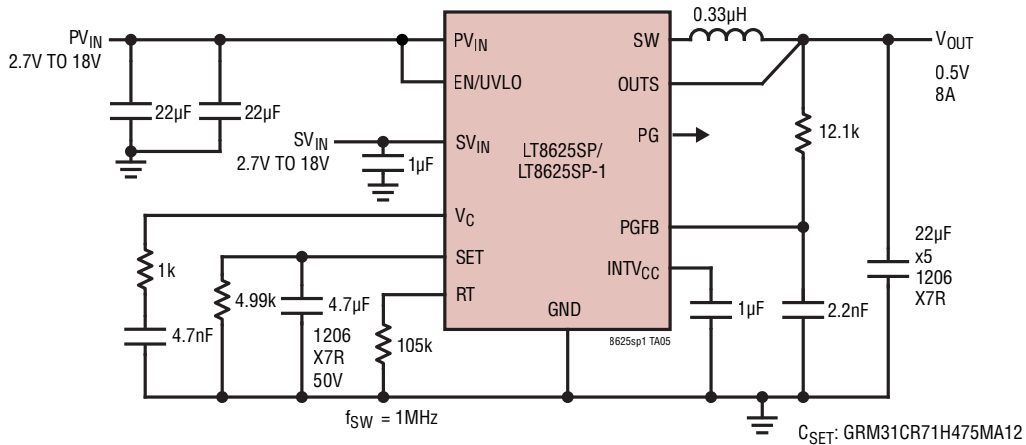 0.33µH
PVIN
2.7V TO 18V
PVIN
SW
VOUT
0.5V
8A
EN/UVLO
OUTS
22µF
22µF
12.1k
PG
SVIN
2.7V TO 18V
SVIN
1µF
LT8625SP/
LT8625SP-1
VC
PGFB
22µF
x5
1206
X7R
1k
SET
INTVCC
4.99k
4.7µF
1206
X7R
50V
RT
1µF
2.2nF
4.7nF
105k
GND
8625sp1 TA05
fSW = 1MHz
CSET: GRM31CR71H475MA12